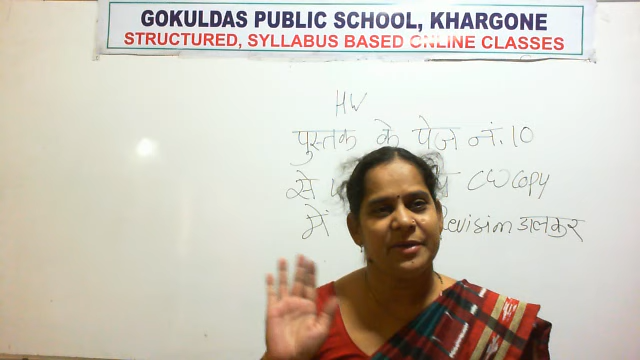 GOKULDAS PUBLIC SCHOOL, KHARGONE
STRUCTURED, SYLLABUS BASED ONLINE CLASSES
HW
पुस्तक के पेज नं. 10
से CW Copy
में Revision डालकर